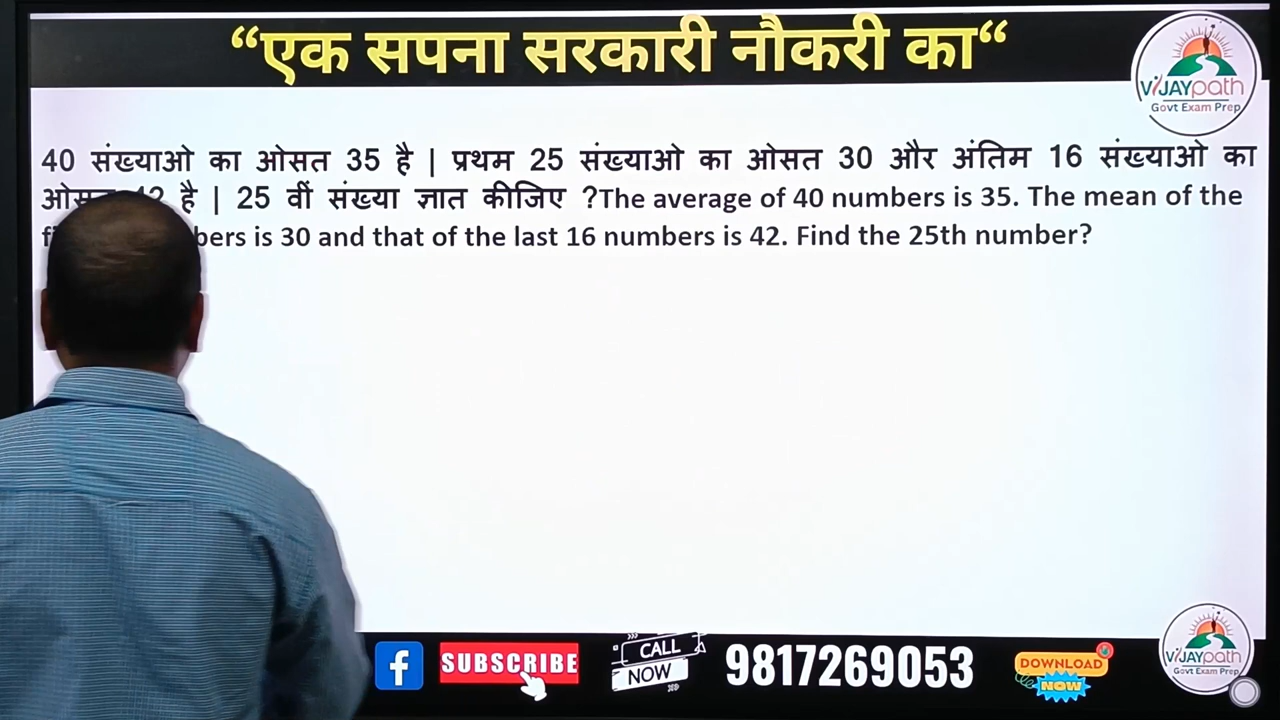 “एक सपना सरकारी नौकरी का“
ViJAYpath
Govt Exam Prep
40 संख्याओ का ओसत 35 है | प्रथम 25 संख्याओ का ओसत 30 और अंतिम 16 संख्याओ का
है | 25 वीं संख्या ज्ञात कीजिए ?The average of 40 numbers is 35. The mean of the
is 30 and that of the last 16 numbers is 42. Find the 25th number?
SUBSCRIBE
CALL
NOW
9817269053
DOWNLOAD
NOW
ViJAYpath
Govt Exam Prep